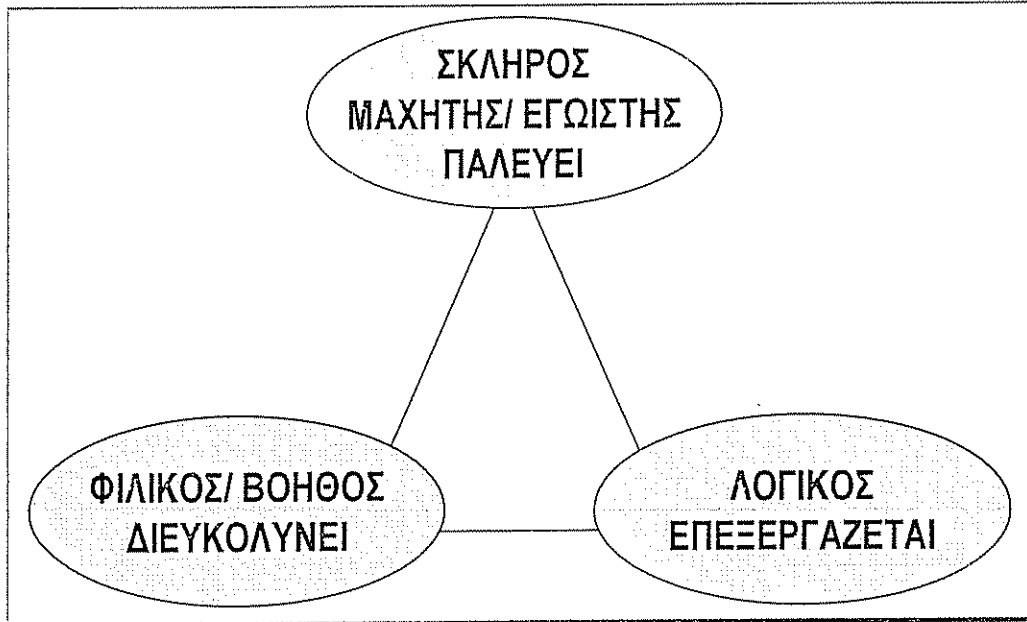 ΣΚΛΗΡΟΣ
ΜΑΧΗΤΗΣ/ ΕΓΩΙΣΤΗΣ
ΠΑΛΕΥΕΙ
ΦΙΛΙΚΟΣ/ ΒΟΗΘΟΣ
ΔΙΕΥΚΟΛΥΝΕΙ
ΛΟΓΙΚΟΣ
ΕΠΕΞΕΡΓΑΖΕΤΑΙ